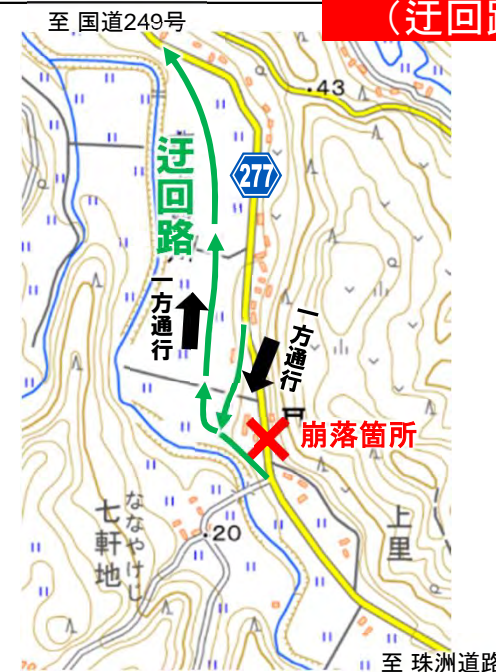 至 国道249号
(迂回路
・43
277
迂回路
一方通行
一方通行
崩落箇所
ななやけじ
七軒地
・20
上里
至 珠洲道路